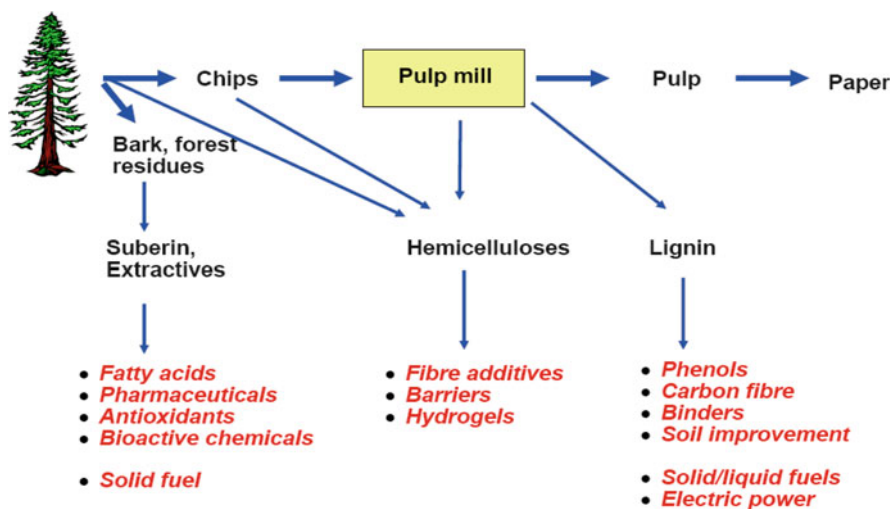 Chips
Pulp mill
Pulp
Paper
Bark, forest
residues
Suberin,
Extractives
Hemicelluloses
Lignin
• Fatty acids
• Pharmaceuticals
• Antioxidants
• Bioactive chemicals
• Solid fuel
• Fibre additives
• Barriers
• Hydrogels
• Phenols
• Carbon fibre
• Binders
• Soil improvement
• Solid/liquid fuels
• Electric power